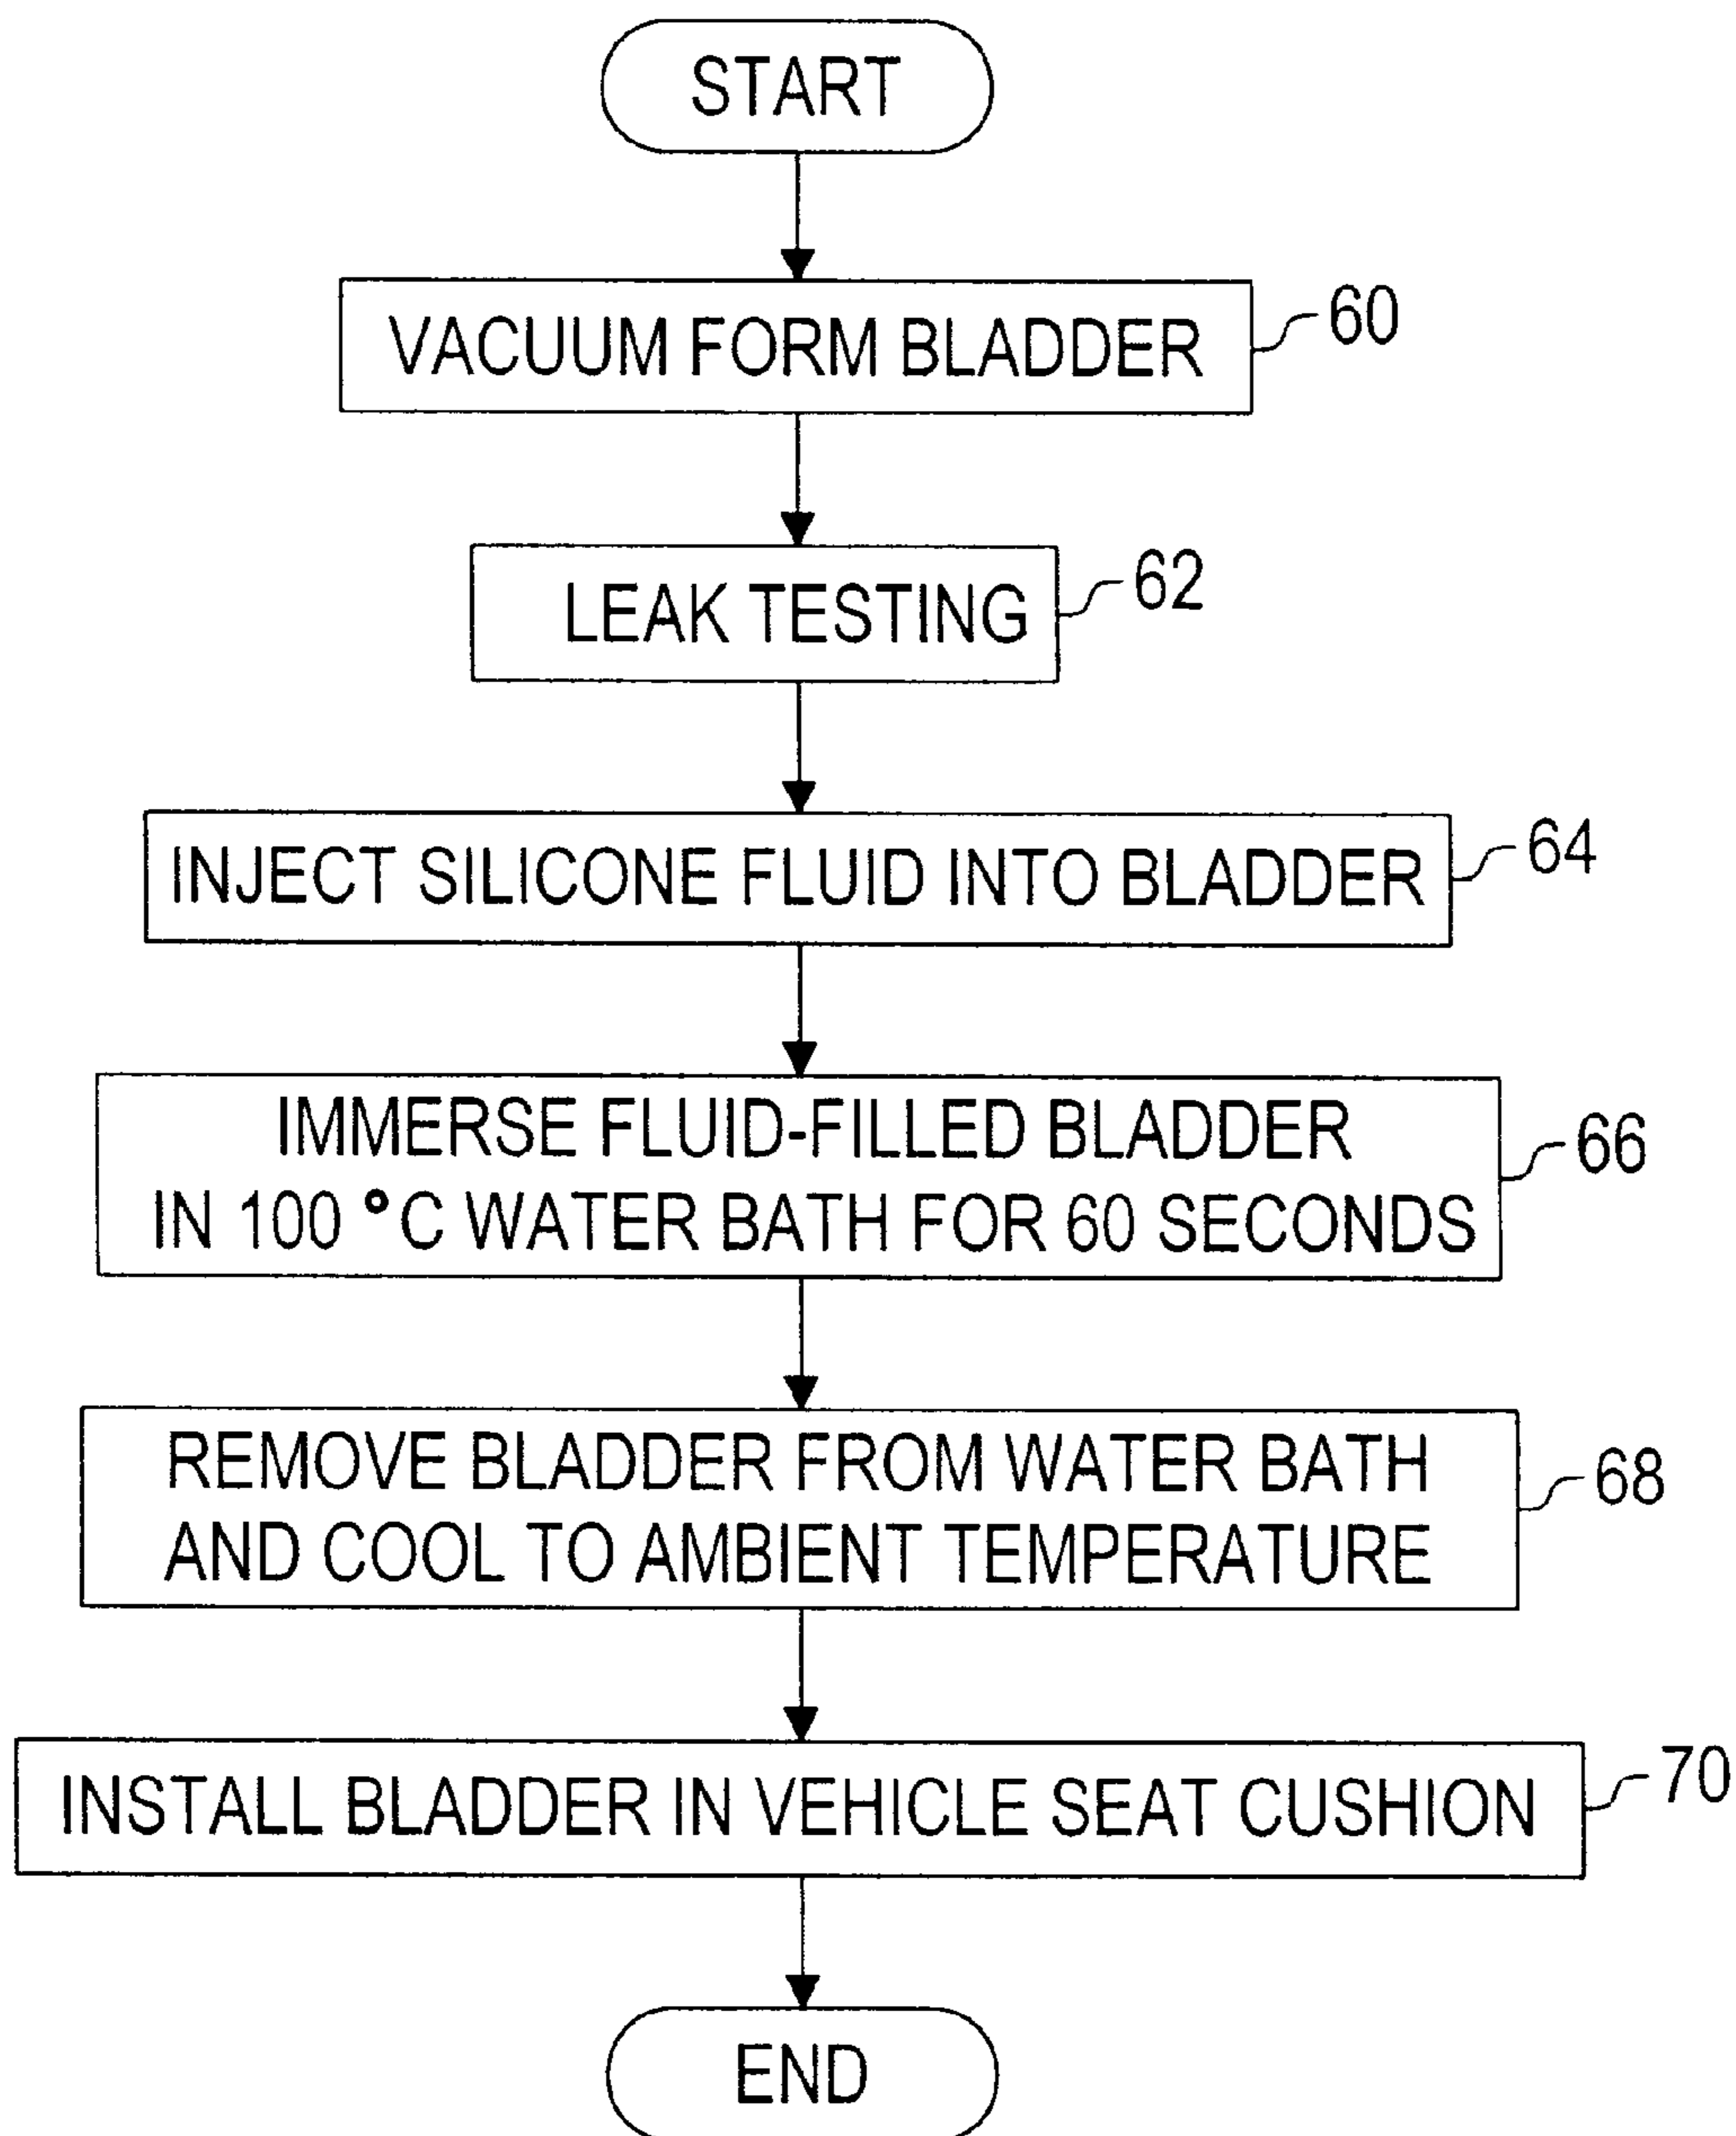 START
VACUUM FORM BLADDER
60
LEAK TESTING
62
INJECT SILICONE FLUID INTO BLADDER
64
IMMERSE FLUID-FILLED BLADDER
IN 100 °C WATER BATH FOR 60 SECONDS
66
REMOVE BLADDER FROM WATER BATH
AND COOL TO AMBIENT TEMPERATURE
68
INSTALL BLADDER IN VEHICLE SEAT CUSHION
70
END